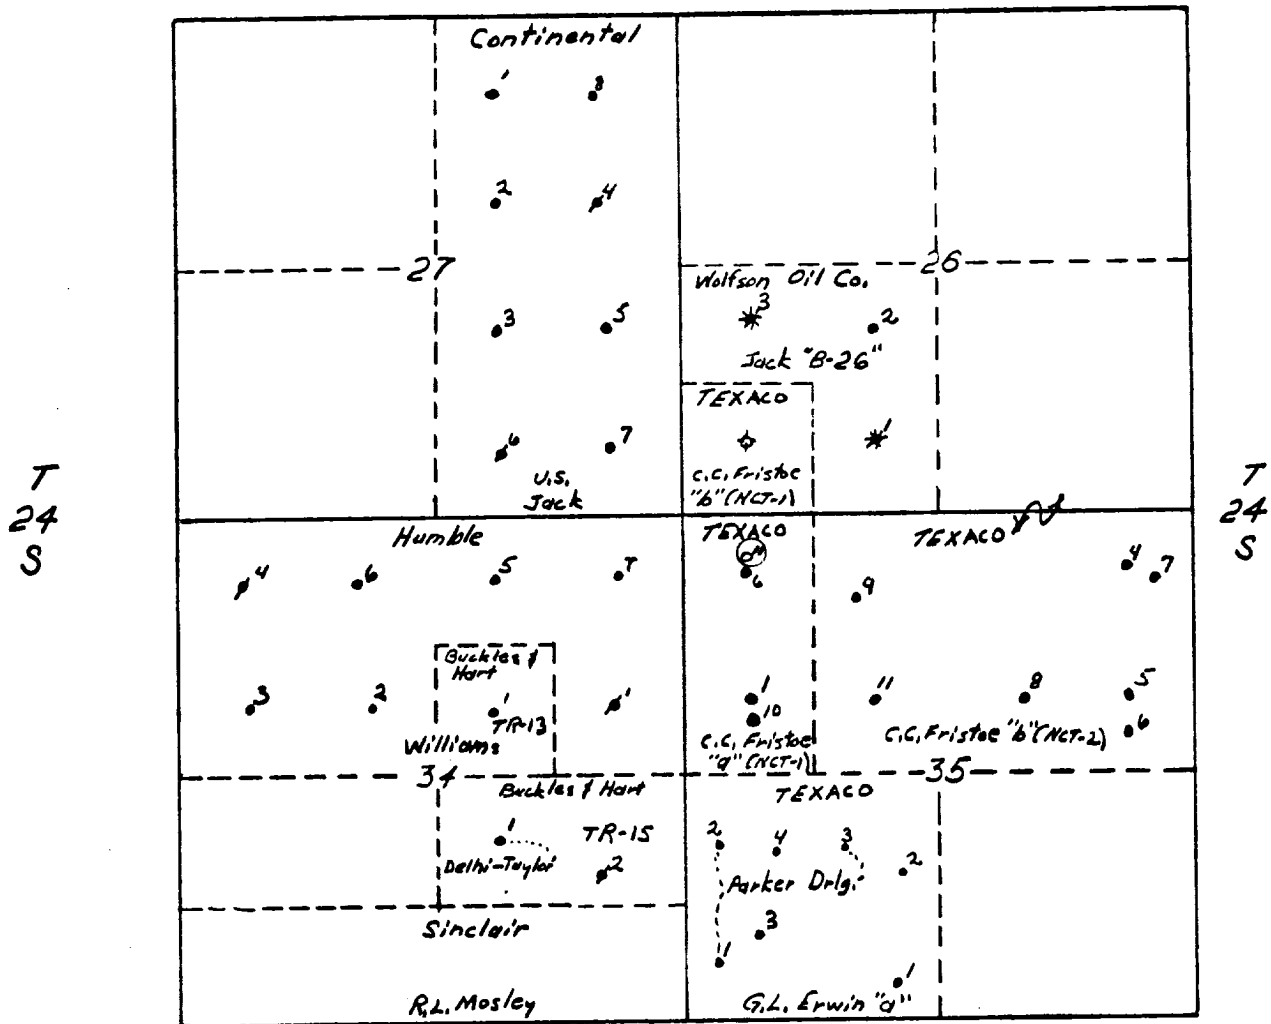 Continental
1 8
2 4
27
3 5
6 7
U.S.
Jack
26
Wolfson Oil Co.
3
2
Jack "B-26"
TEXACO
1
C.C. Fristoe
"b" (NCT-1)
T
24
S
T
24
S
Humble
4 6 5 7
Buckles &
Hart
3 2 1 1
TR-13
Williams
34
TEXACO
6
1
10
C.C. Fristoe
"a" (NCT-1)
TEXACO
9 4 7
11 8 5
6
C.C. Fristoe "b" (NCT-2)
35
Buckles & Hart
1 TR-15
Delhi-Taylor 2
Sinclair
R.L. Mosley
TEXACO
2 4 3 2
Parker Drlg.
3
1 1
G.L. Erwin "a"